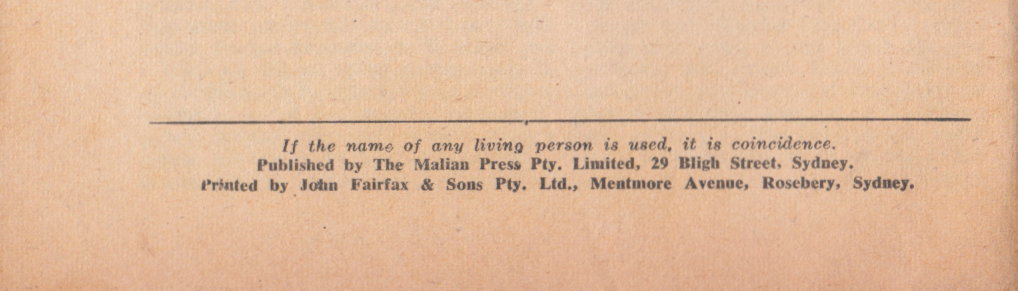 If the name of any living person is used, it is coincidence.
Published by The Malian Press Pty. Limited, 29 Bligh Street, Sydney.
Printed by John Fairfax & Sons Pty. Ltd., Mentmore Avenue, Rosebery, Sydney.